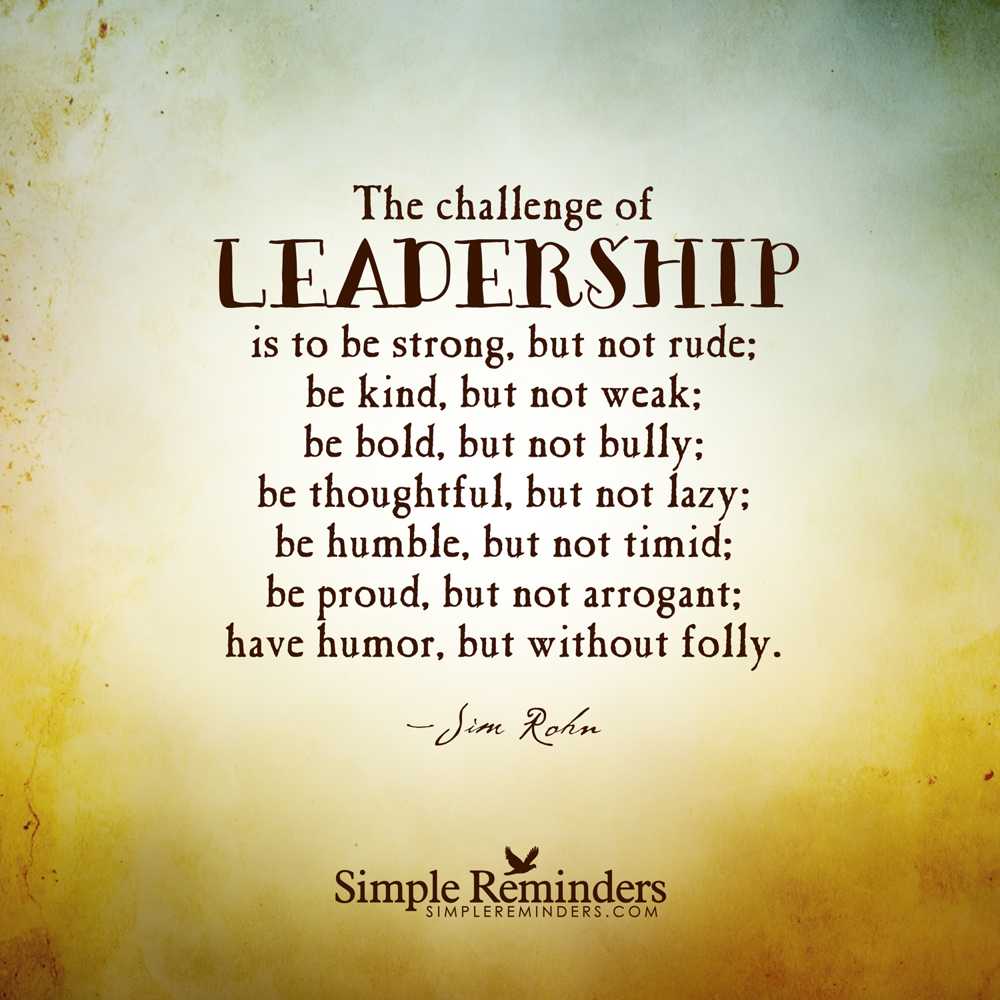 The challenge of
LEADERSHIP
is to be strong, but not rude;
be kind, but not weak;
be bold, but not bully;
be thoughtful, but not lazy;
be humble, but not timid;
be proud, but not arrogant;
have humor, but without folly.
—Jim Rohn
Simple Reminders
SIMPLEREMINDERS.COM